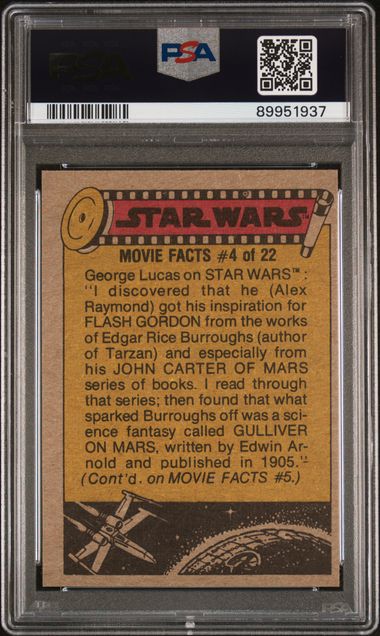 PSA
PSA
89951937
STAR WARS™
MOVIE FACTS #4 of 22
George Lucas on STAR WARS™:
"I discovered that he (Alex
Raymond) got his inspiration for
FLASH GORDON from the works
of Edgar Rice Burroughs (author
of Tarzan) and especially from
his JOHN CARTER OF MARS
series of books. I read through
that series; then found that what
sparked Burroughs off was a sci-
ence fantasy called GULLIVER
ON MARS, written by Edwin Ar-
nold and published in 1905."
(Cont'd. on MOVIE FACTS #5.)
PSA